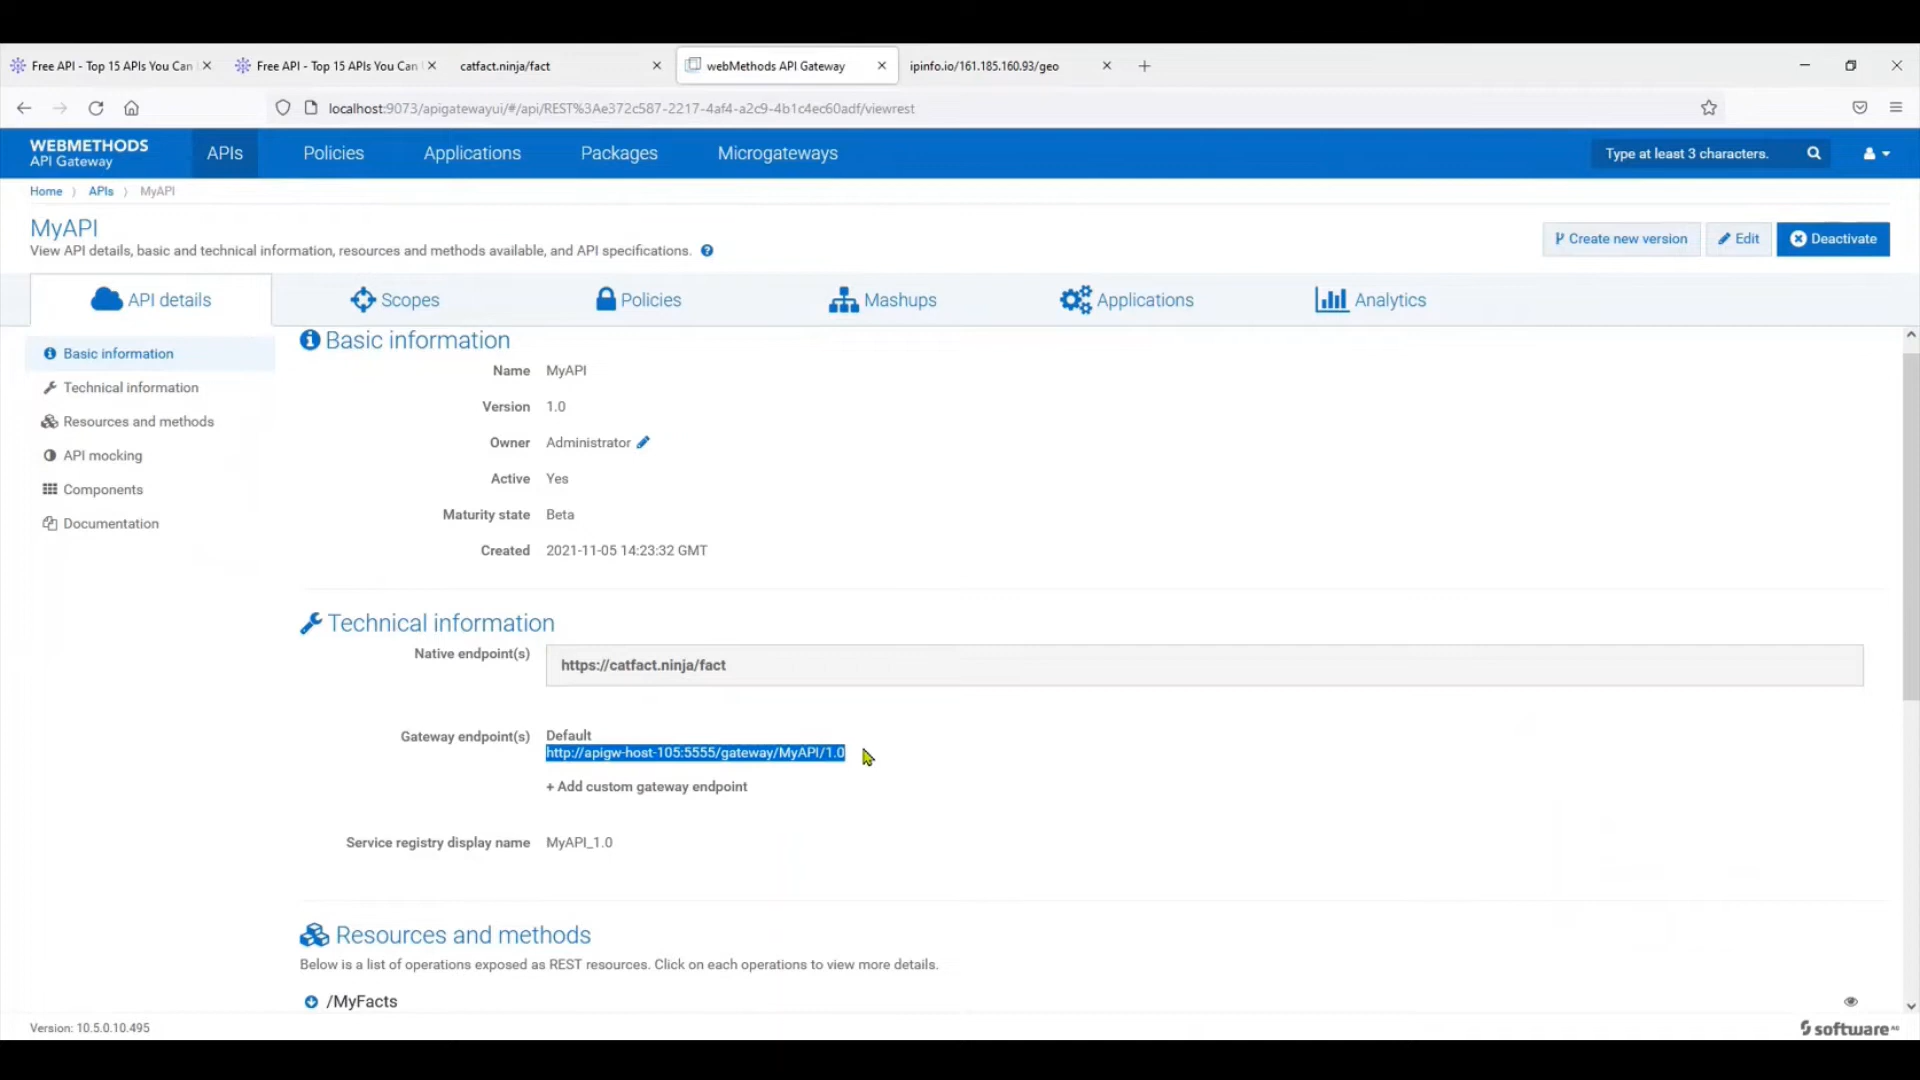 Free API - Top 15 APIs You Can
Free API - Top 15 APIs You Can
catfact.ninja/fact
webMethods API Gateway
ipinfo.io/161.185.160.93/geo
localhost:9073/apigatewayui/#/api/REST%3Ae372c587-2217-4af4-a2c9-4b1c4ec60adf/viewrest
WEBMETHODS
API Gateway
APIs
Policies
Applications
Packages
Microgateways
Type at least 3 characters.
Home
APIs
MyAPI
MyAPI
View API details, basic and technical information, resources and methods available, and API specifications.
Create new version
Edit
Deactivate
API details
Scopes
Policies
Mashups
Applications
Analytics
Basic information
Technical information
Resources and methods
API mocking
Components
Documentation
Basic information
Name MyAPI
Version 1.0
Owner Administrator
Active Yes
Maturity state Beta
Created 2021-11-05 14:23:32 GMT
Technical information
Native endpoint(s)
https://catfact.ninja/fact
Gateway endpoint(s) Default
http://apigw-host-105:5555/gateway/MyAPI/1.0
+ Add custom gateway endpoint
Service registry display name MyAPI_1.0
Resources and methods
Below is a list of operations exposed as REST resources. Click on each operations to view more details.
/MyFacts
Version: 10.5.0.10.495
software AG